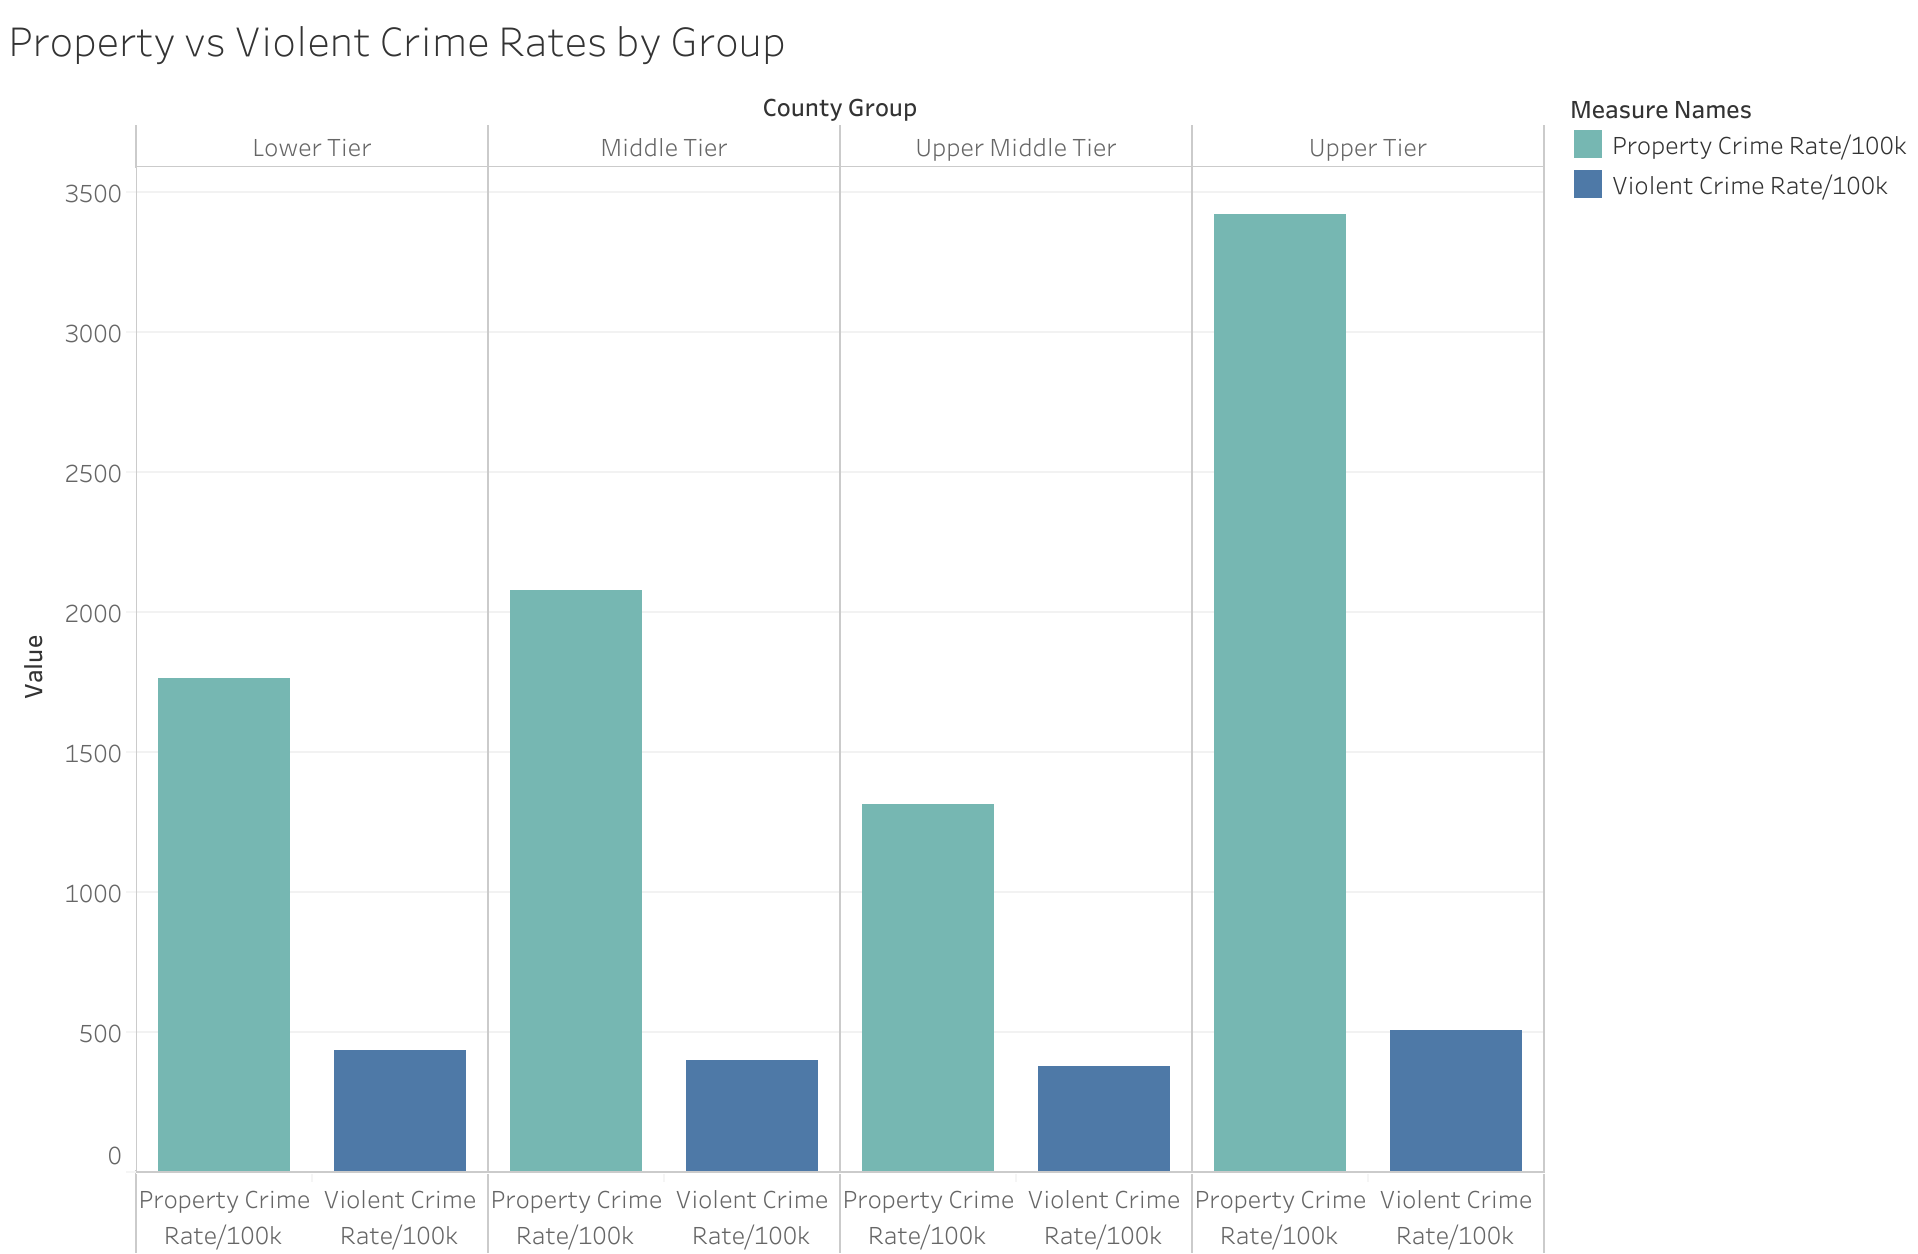 Property vs Violent Crime Rates by Group
County Group
Lower Tier Middle Tier Upper Middle Tier Upper Tier
Measure Names
Property Crime Rate/100k
Violent Crime Rate/100k
Value
3500
3000
2500
2000
1500
1000
500
0
Property Crime Violent Crime Property Crime Violent Crime Property Crime Violent Crime Property Crime Violent Crime
Rate/100k Rate/100k Rate/100k Rate/100k Rate/100k Rate/100k Rate/100k Rate/100k